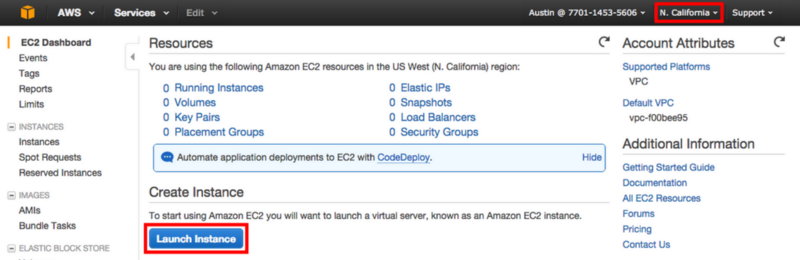 AWS Services Edit Austin @ 7701-1453-5606 N. California Support
EC2 Dashboard
Events
Tags
Reports
Limits
INSTANCES
Instances
Spot Requests
Reserved Instances
IMAGES
AMIs
Bundle Tasks
ELASTIC BLOCK STORE
Resources
You are using the following Amazon EC2 resources in the US West (N. California) region:
0 Running Instances 0 Elastic IPs
0 Volumes 0 Snapshots
0 Key Pairs 0 Load Balancers
0 Placement Groups 0 Security Groups
Automate application deployments to EC2 with CodeDeploy. Hide
Create Instance
To start using Amazon EC2 you will want to launch a virtual server, known as an Amazon EC2 instance.
Launch Instance
Account Attributes
Supported Platforms
VPC
Default VPC
vpc-f00bee95
Additional Information
Getting Started Guide
Documentation
All EC2 Resources
Forums
Pricing
Contact Us